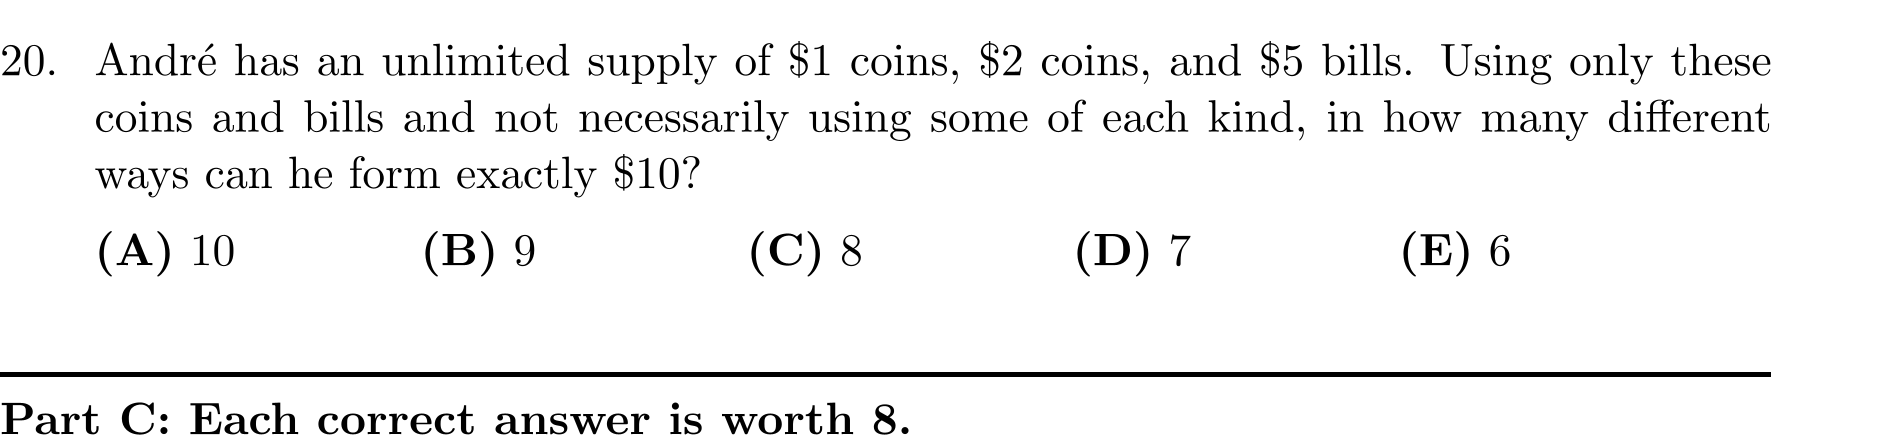 20. André has an unlimited supply of $1 coins, $2 coins, and $5 bills. Using only these
coins and bills and not necessarily using some of each kind, in how many different
ways can he form exactly $10?
(A) 10 (B) 9 (C) 8 (D) 7 (E) 6
Part C: Each correct answer is worth 8.